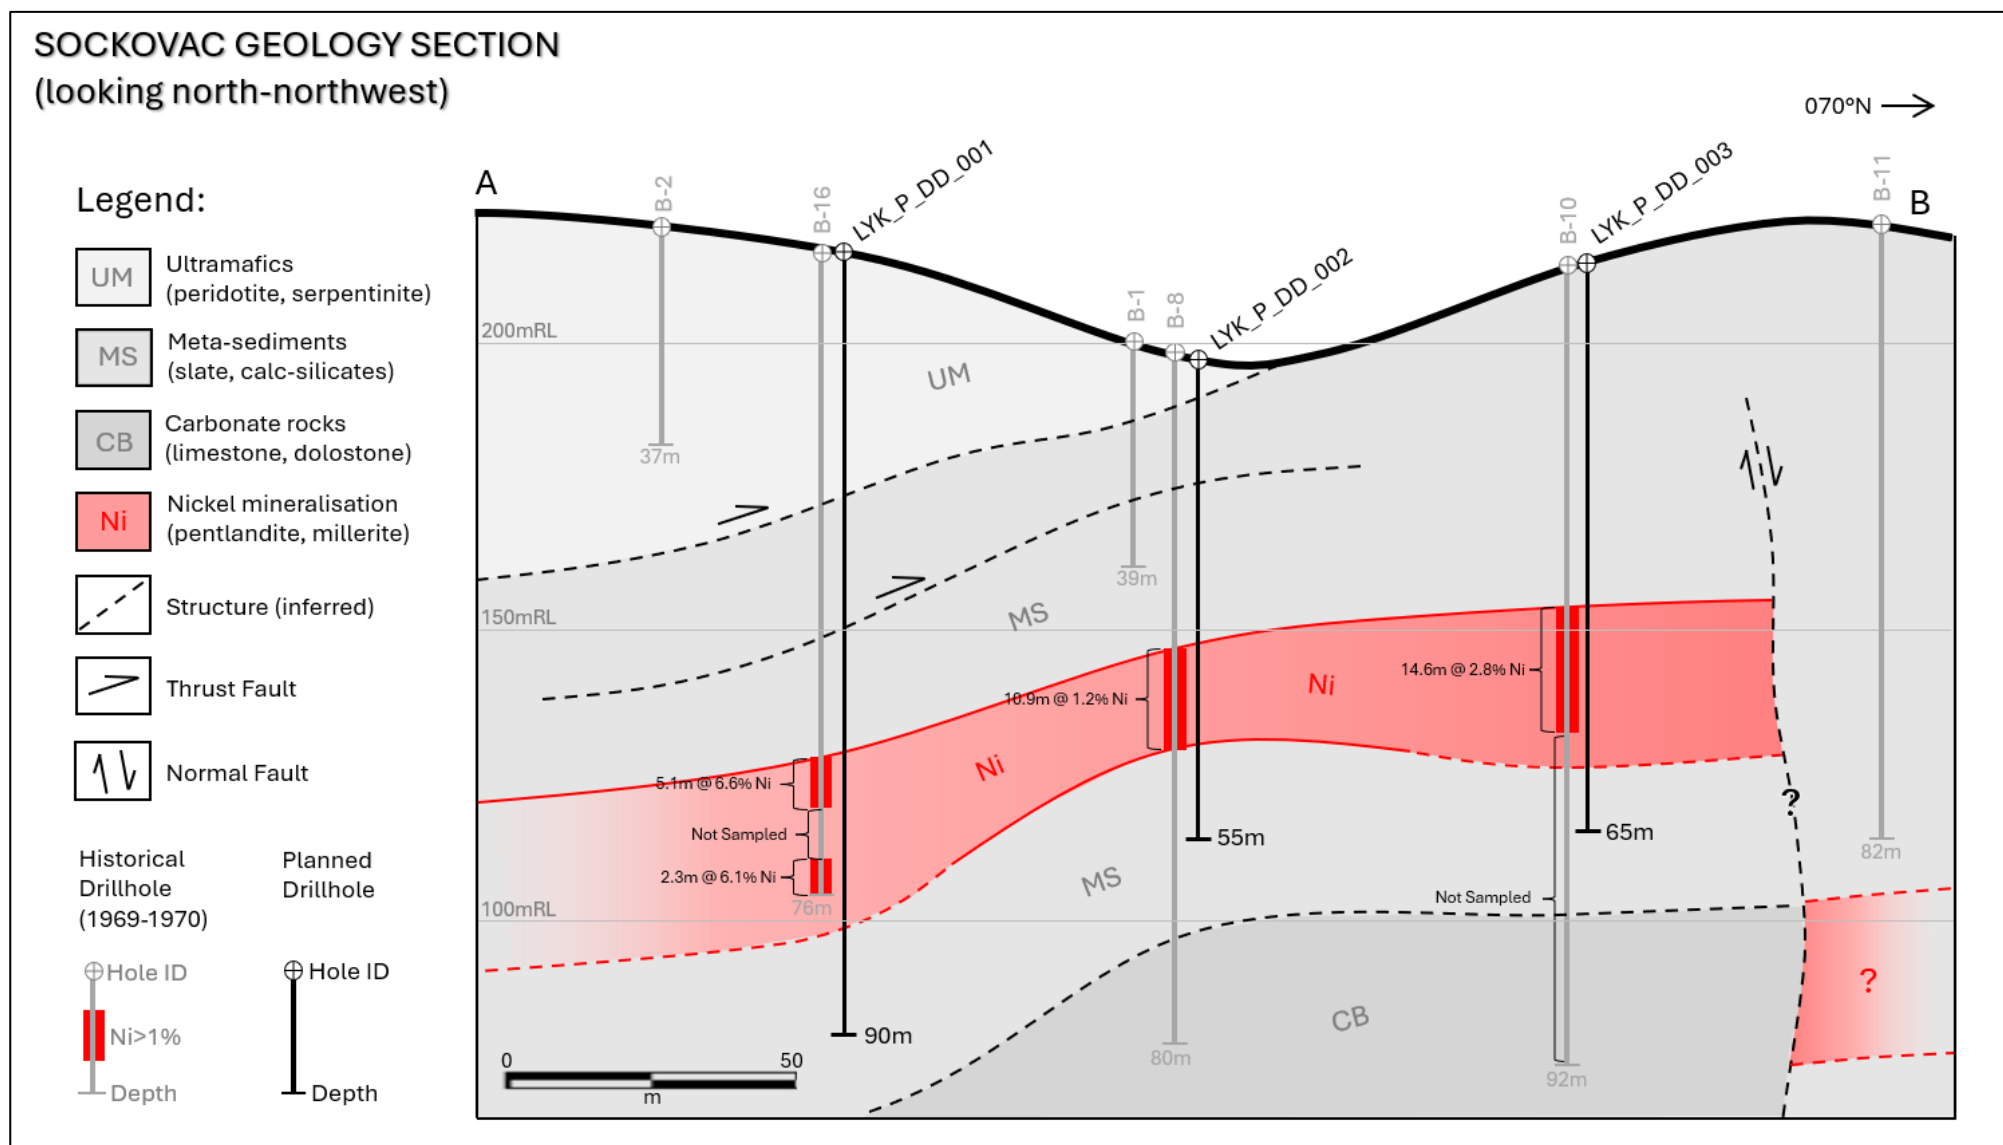 SOCKOVAC GEOLOGY SECTION
(looking north-northwest)
070°N
Legend:
UM
Ultramafics
(peridotite, serpentinite)
MS
Meta-sediments
(slate, calc-silicates)
CB
Carbonate rocks
(limestone, dolostone)
Ni
Nickel mineralisation
(pentlandite, millerite)
Structure (inferred)
Thrust Fault
Normal Fault
Historical
Drillhole
(1969-1970)
Planned
Drillhole
Hole ID
Ni>1%
Depth
Hole ID
Depth
A
B-2
B-16
LYK_P_DD_001
B-1
B-8
LYK_P_DD_002
B-10
LYK_P_DD_003
B-11
B
200mRL
UM
37m
39m
150mRL
MS
14.6m @ 2.8% Ni
Ni
10.9m @ 1.2% Ni
Ni
5.1m @ 6.6% Ni
?
Not Sampled
55m
65m
82m
2.3m @ 6.1% Ni
MS
Not Sampled
76m
100mRL
?
CB
90m
80m
92m
0
50
m